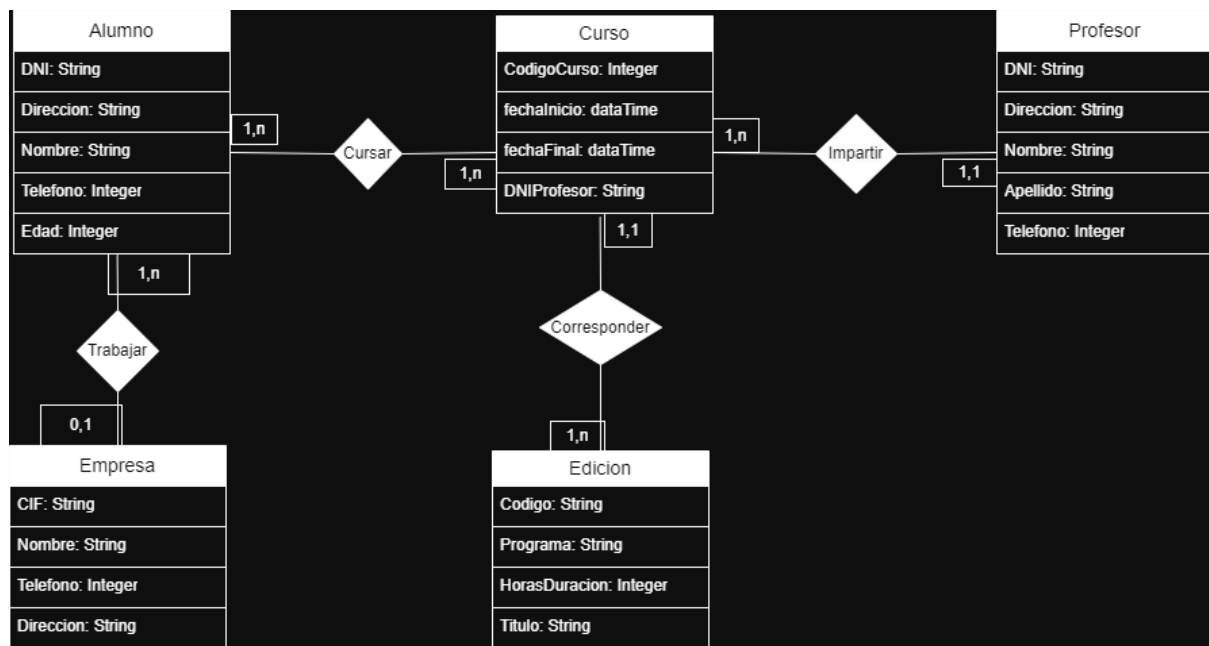 Alumno
DNI: String
Direccion: String
Nombre: String
Telefono: Integer
Edad: Integer
1,n
Cursar
1,n
Curso
CodigoCurso: Integer
fechaInicio: dataTime
fechaFinal: dataTime
DNIProfesor: String
1,n
Impartir
1,1
Profesor
DNI: String
Direccion: String
Nombre: String
Apellido: String
Telefono: Integer
1,n
Trabajar
0,1
Empresa
CIF: String
Nombre: String
Telefono: Integer
Direccion: String
1,1
Corresponder
1,n
Edicion
Codigo: String
Programa: String
HorasDuracion: Integer
Titulo: String